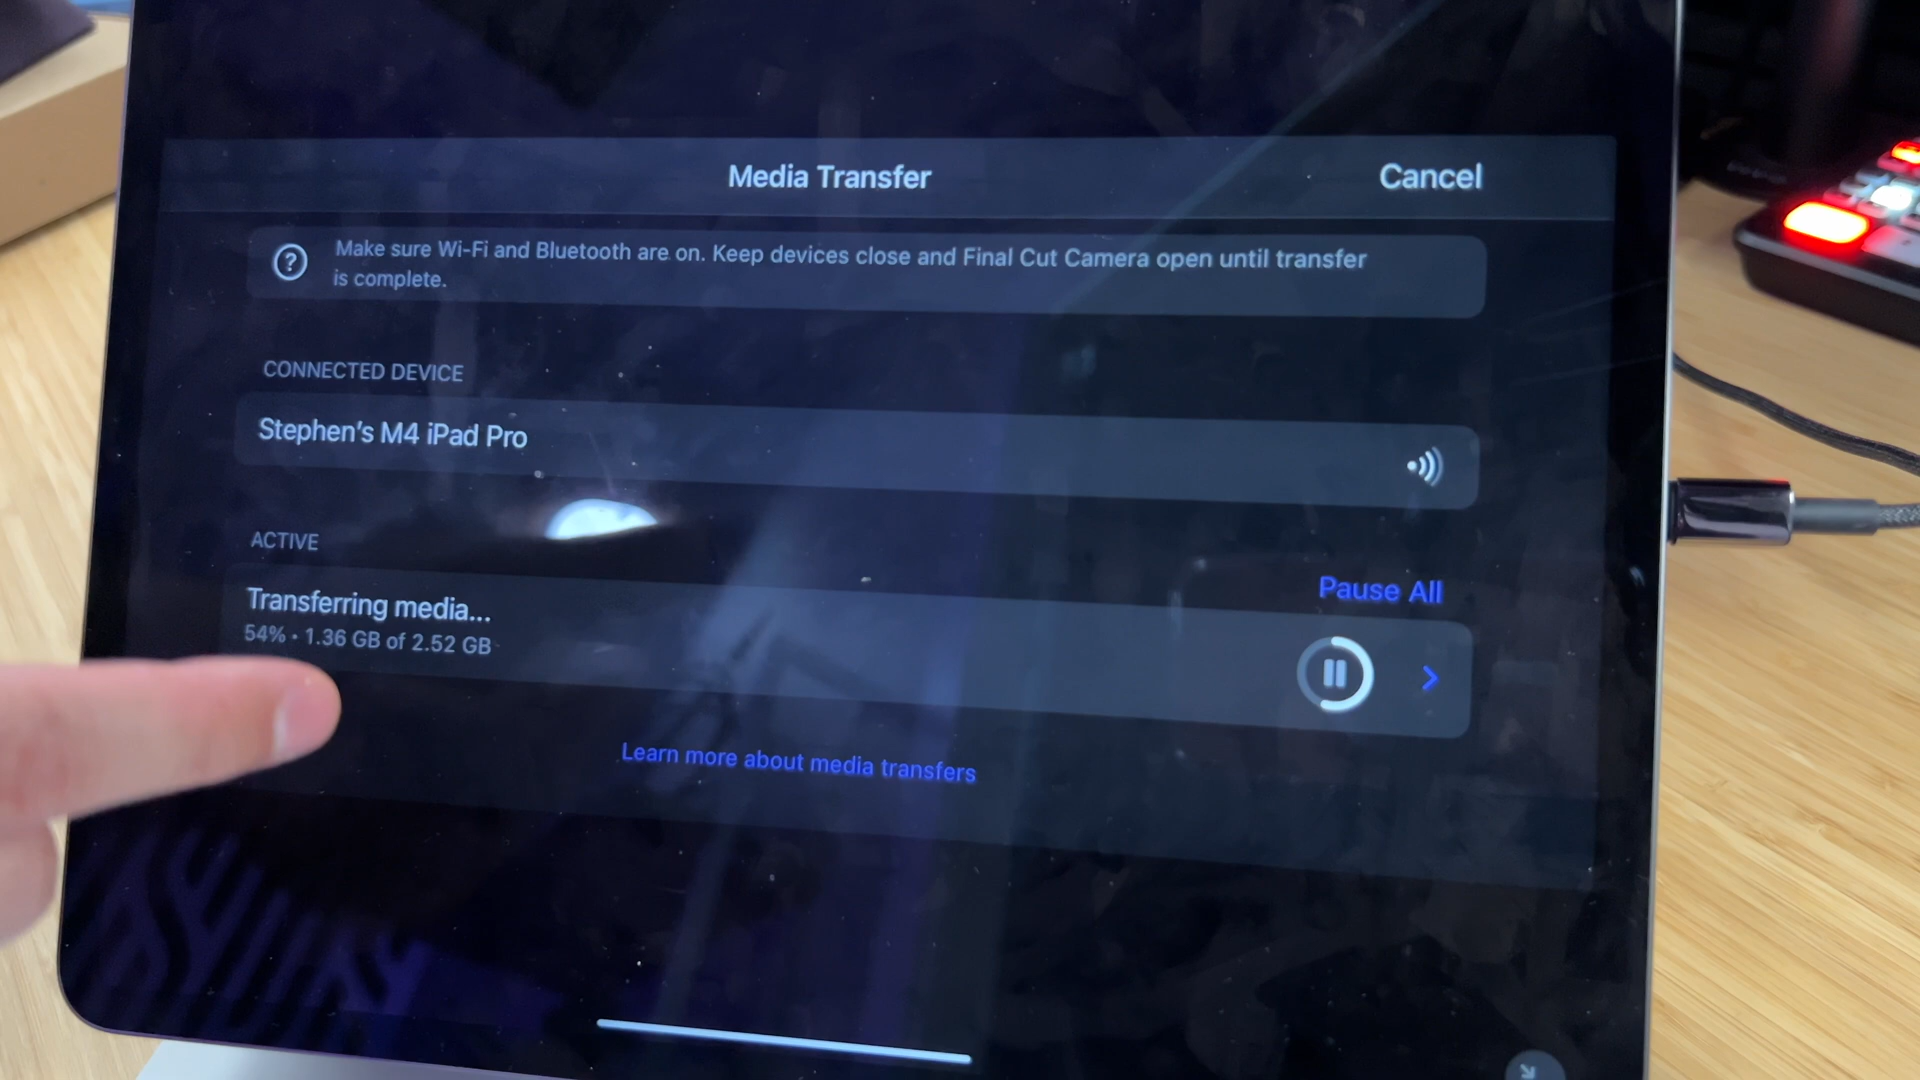 Media Transfer
Cancel
Make sure Wi-Fi and Bluetooth are on. Keep devices close and Final Cut Camera open until transfer
is complete.
CONNECTED DEVICE
Stephen's M4 iPad Pro
ACTIVE
Pause All
Transferring media...
54% • 1.36 GB of 2.52 GB
Learn more about media transfers